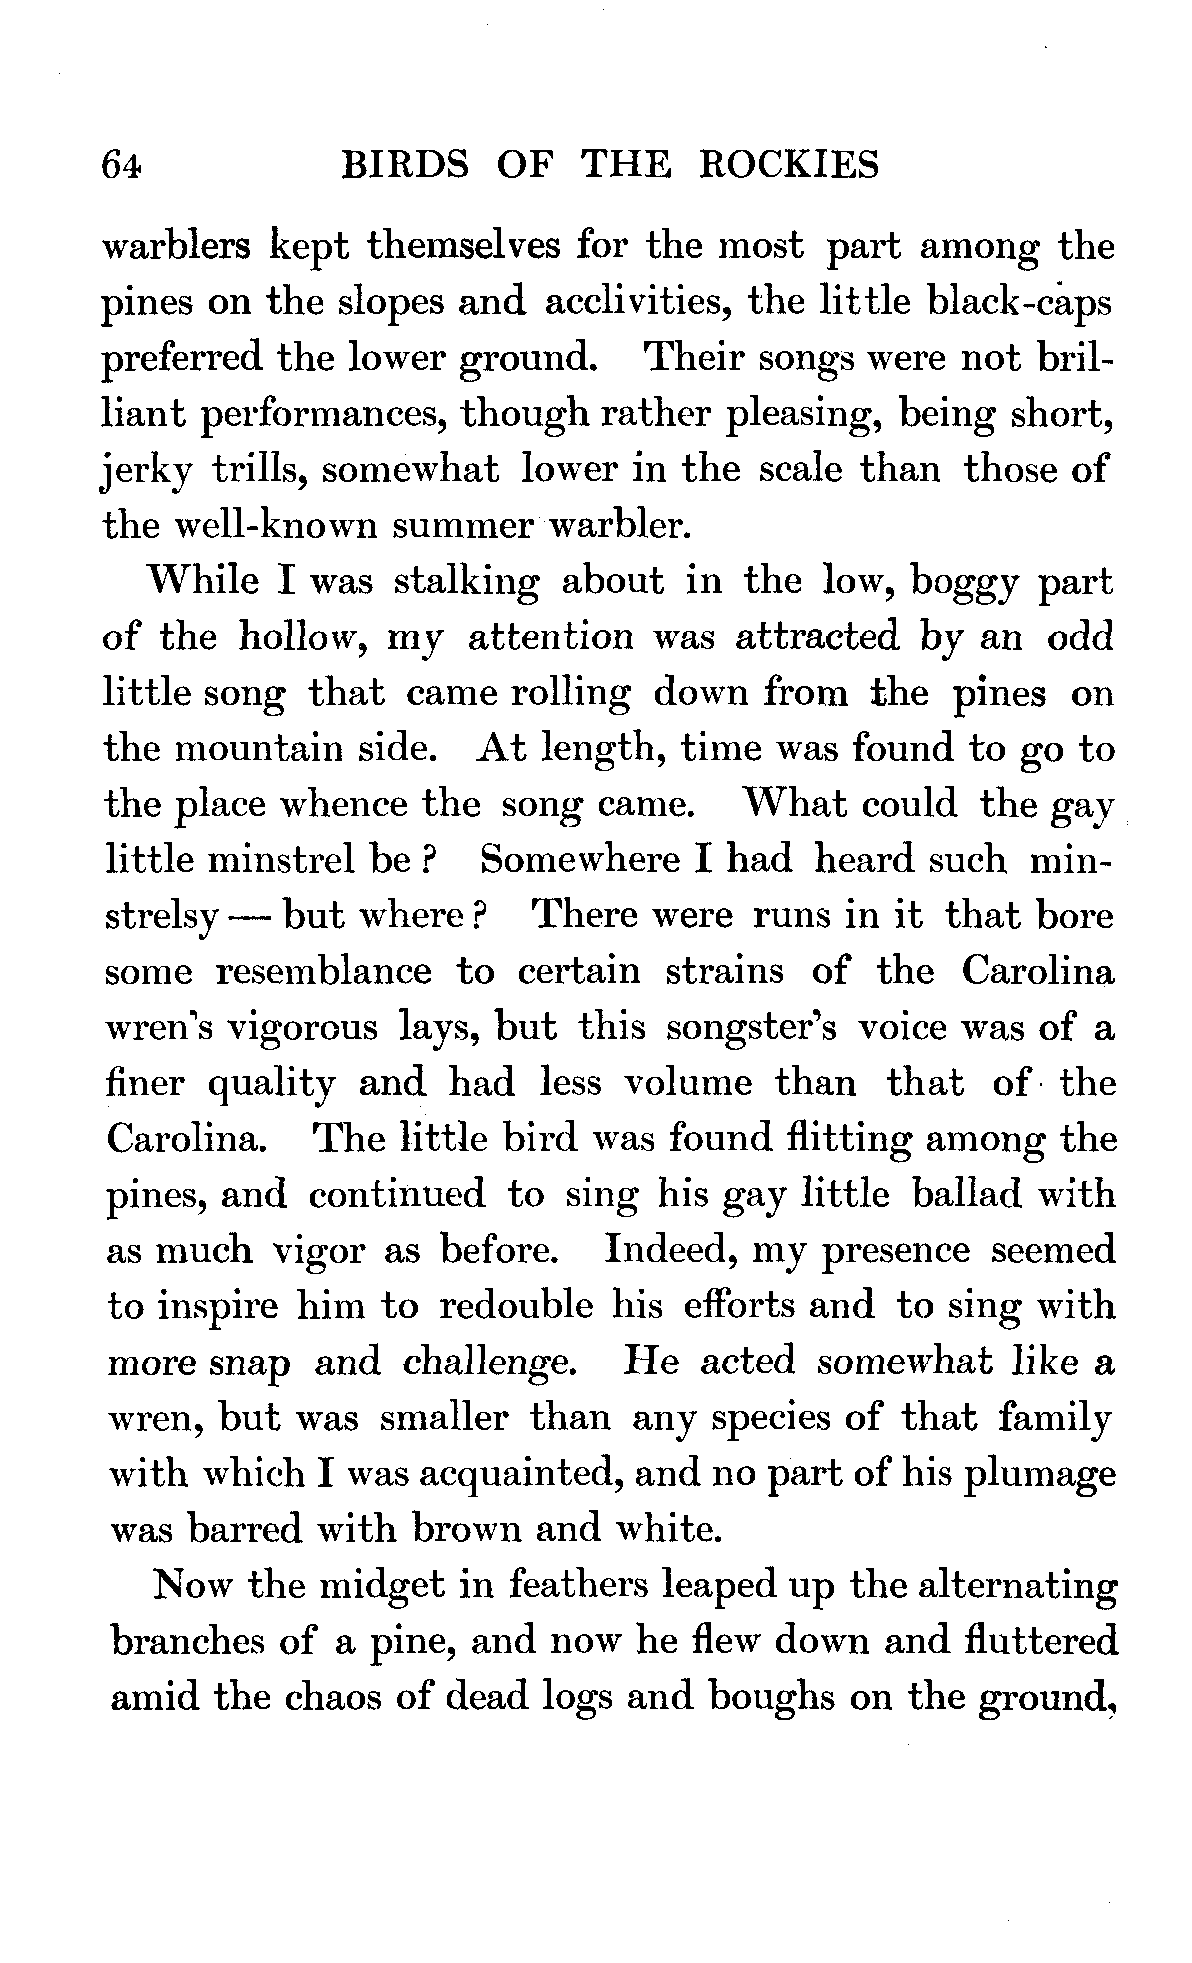 64 BIRDS OF THE ROCKIES
warblers kept themselves for the most part among the
pines on the slopes and acclivities, the little black-caps
preferred the lower ground. Their songs were not bril-
liant performances, though rather pleasing, being short,
jerky trills, somewhat lower in the scale than those of
the well-known summer warbler.
While I was stalking about in the low, boggy part
of the hollow, my attention was attracted by an odd
little song that came rolling down from the pines on
the mountain side. At length, time was found to go to
the place whence the song came. What could the gay
little minstrel be? Somewhere I had heard such min-
strelsy — but where? There were runs in it that bore
some resemblance to certain strains of the Carolina
wren's vigorous lays, but this songster's voice was of a
finer quality and had less volume than that of the
Carolina. The little bird was found flitting among the
pines, and continued to sing his gay little ballad with
as much vigor as before. Indeed, my presence seemed
to inspire him to redouble his efforts and to sing with
more snap and challenge. He acted somewhat like a
wren, but was smaller than any species of that family
with which I was acquainted, and no part of his plumage
was barred with brown and white.
Now the midget in feathers leaped up the alternating
branches of a pine, and now he flew down and fluttered
amid the chaos of dead logs and boughs on the ground,